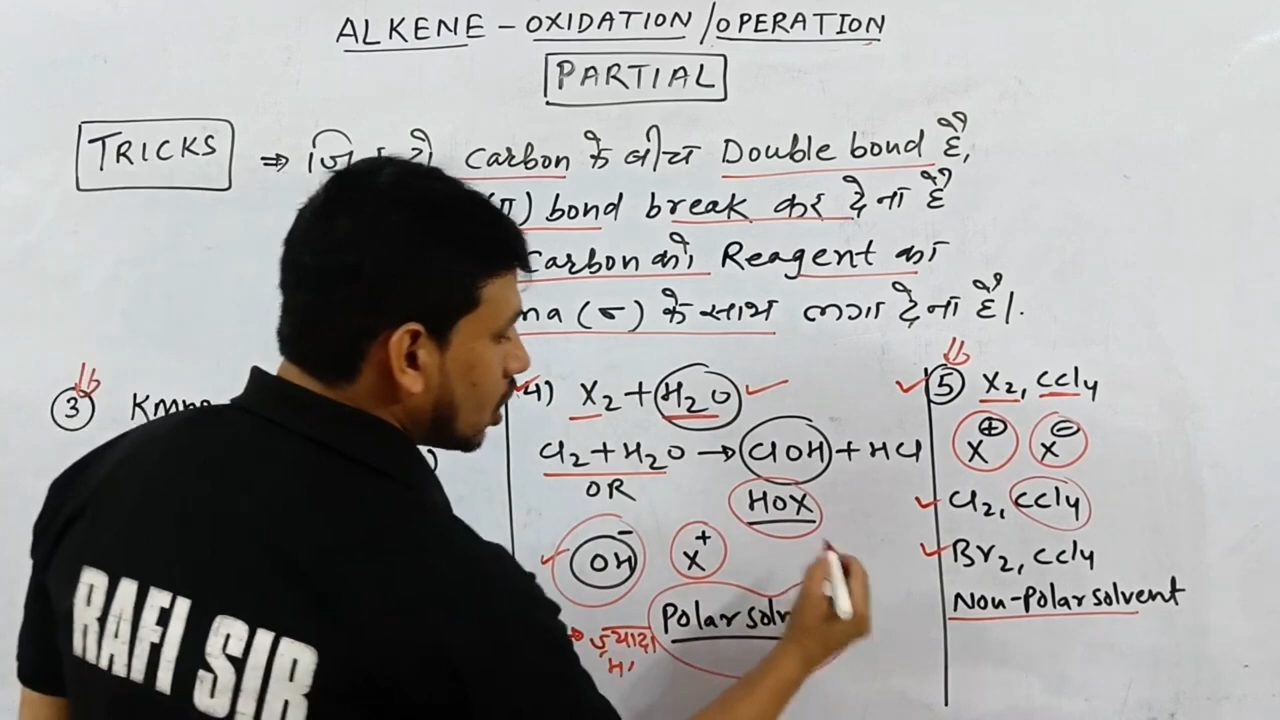 ALKENE - OXIDATION / OPERATION
PARTIAL
TRICKS ⇒ Carbon के बीच Double bond है,
(π) bond break कर देना है
carbon को Reagent का
ma (σ) के साथ लगा देना है।
3 Kmno
4) X2 + H2O
Cl2 + H2O → ClOH + HCl
OR
HOX
OH- X+
Polar solv
ज्यादा
5 X2, CCl4
X⊕ X⊖
Cl2, CCl4
Br2, CCl4
Non-Polar solvent
RAFI SIR